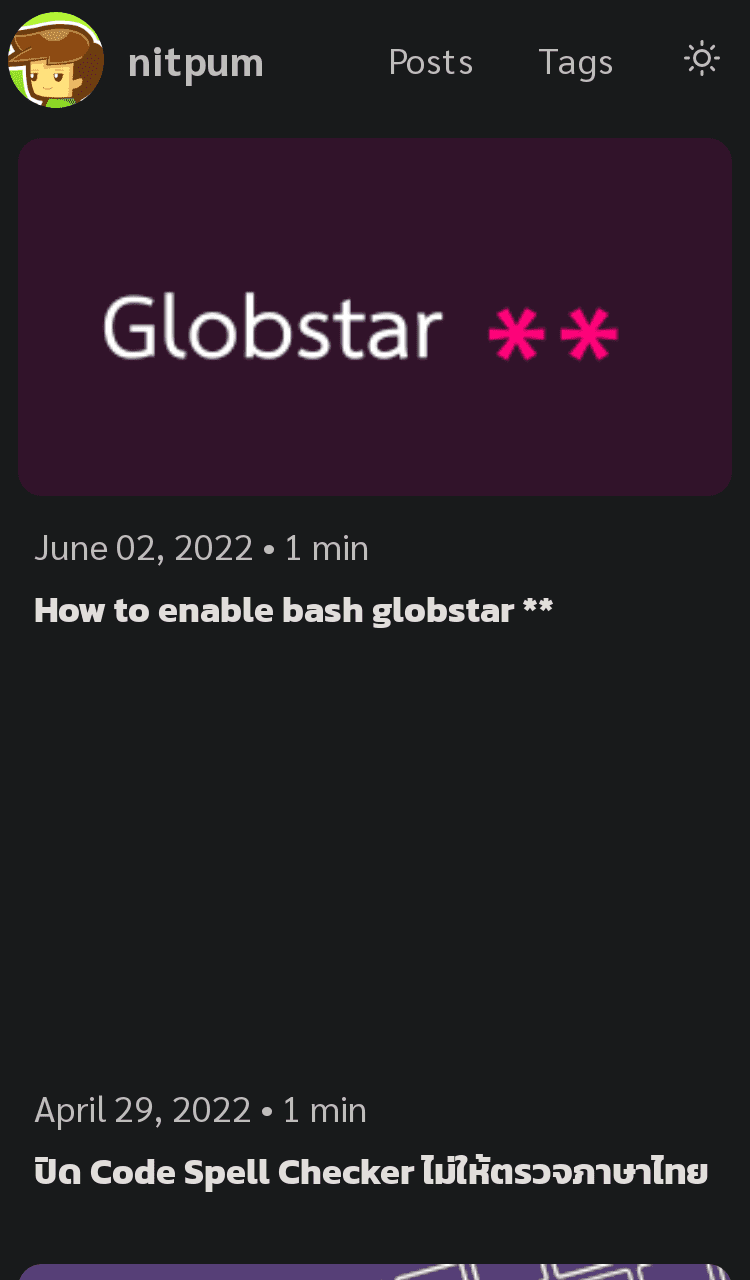 nitpum Posts Tags
Globstar **
June 02, 2022 • 1 min
How to enable bash globstar **
April 29, 2022 • 1 min
ปิด Code Spell Checker ไม่ให้ตรวจภาษาไทย